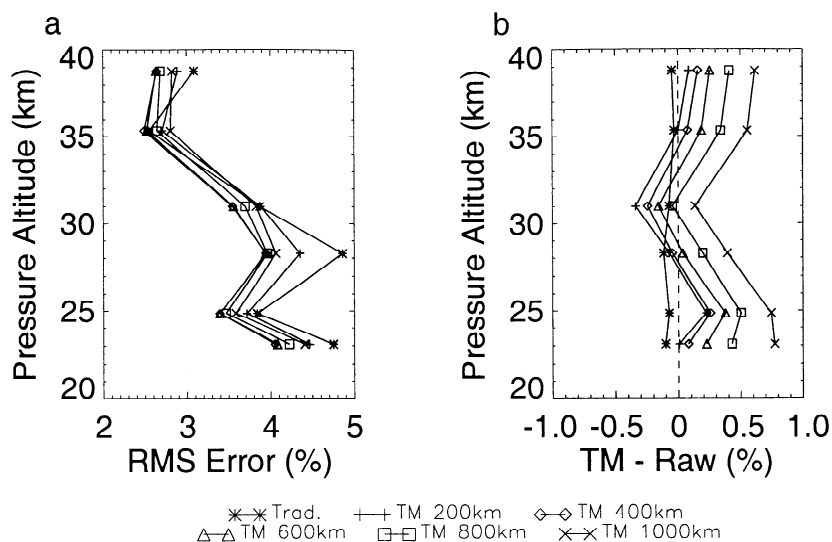 a
b
Pressure Altitude (km)
40
35
30
25
20
2 3 4 5
RMS Error (%)
Pressure Altitude (km)
40
35
30
25
20
-1.0 -0.5 0 0.5 1.0
TM - Raw (%)
Trad. TM 200km TM 400km
TM 600km TM 800km TM 1000km